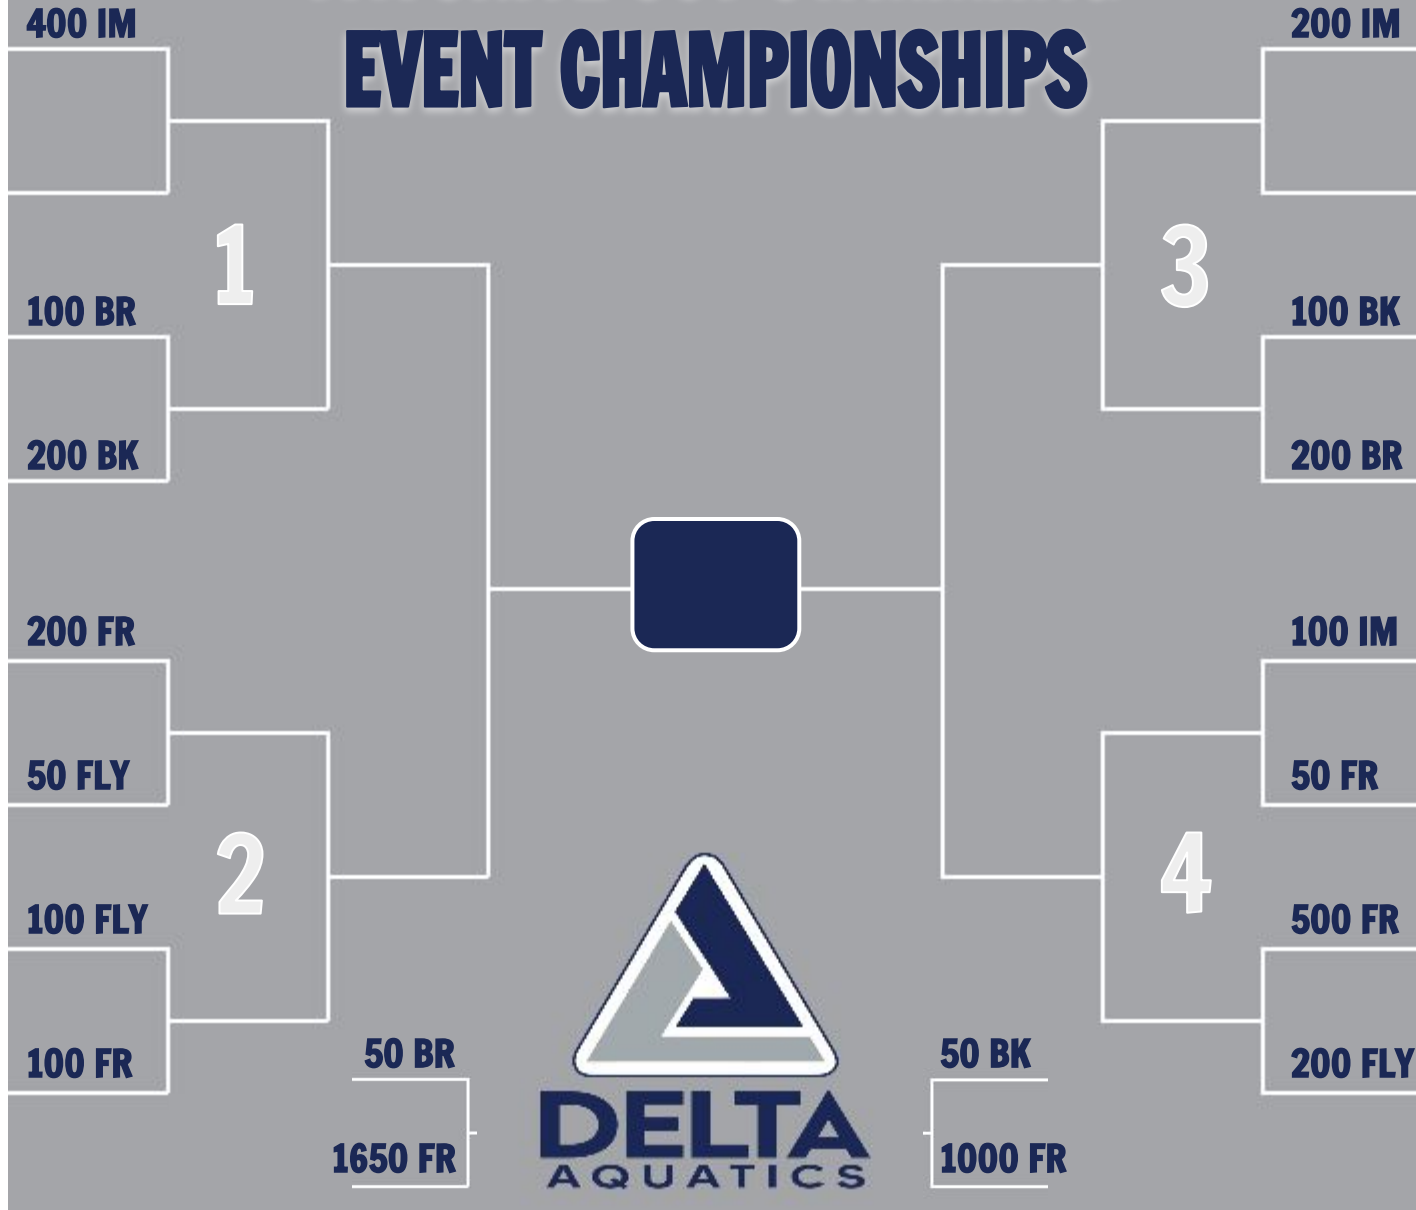 EVENT CHAMPIONSHIPS
400 IM
200 IM
1
3
100 BR
100 BK
200 BK
200 BR
200 FR
100 IM
50 FLY
50 FR
2
4
100 FLY
500 FR
100 FR
200 FLY
50 BR
50 BK
1650 FR
1000 FR
DELTA
AQUATICS